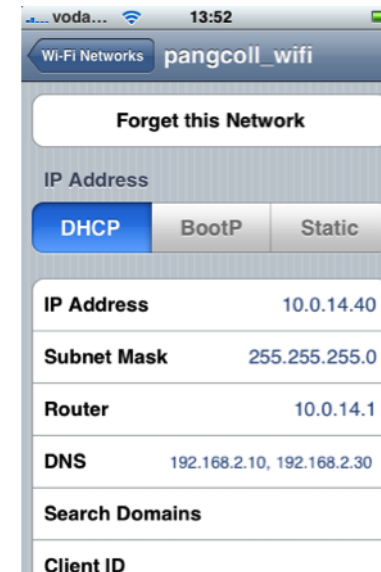 voda... 13:52
Wi-Fi Networks pangcoll_wifi
Forget this Network
IP Address
DHCP BootP Static
IP Address 10.0.14.40
Subnet Mask 255.255.255.0
Router 10.0.14.1
DNS 192.168.2.10, 192.168.2.30
Search Domains
Client ID